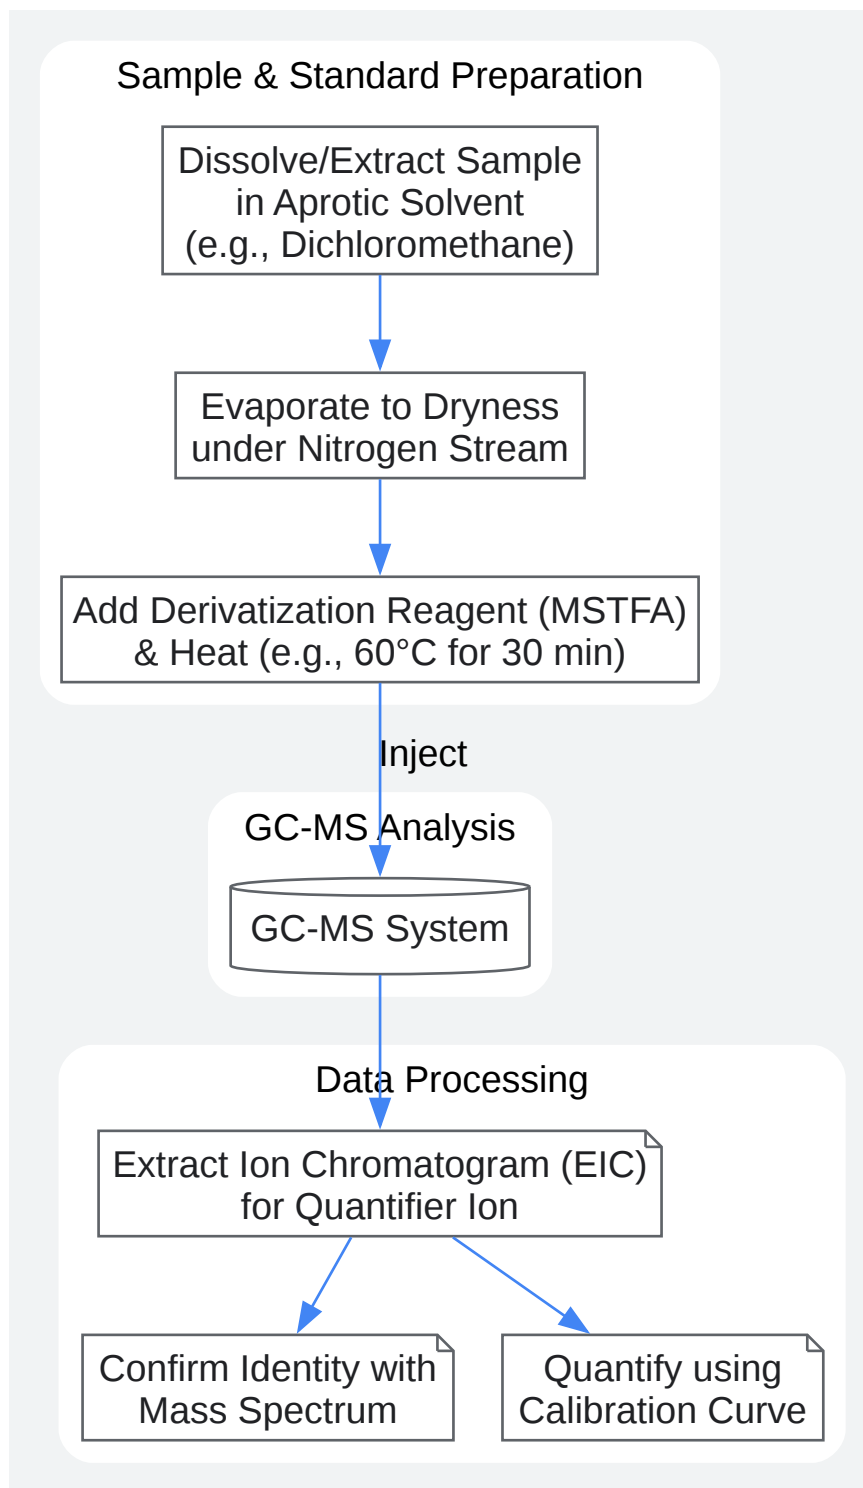 Sample & Standard Preparation
Dissolve/Extract Sample
in Aprotic Solvent
(e.g., Dichloromethane)
Evaporate to Dryness
under Nitrogen Stream
Add Derivatization Reagent (MSTFA)
& Heat (e.g., 60°C for 30 min)
Inject
GC-MS Analysis
GC-MS System
Data Processing
Extract Ion Chromatogram (EIC)
for Quantifier Ion
Confirm Identity with
Mass Spectrum
Quantify using
Calibration Curve